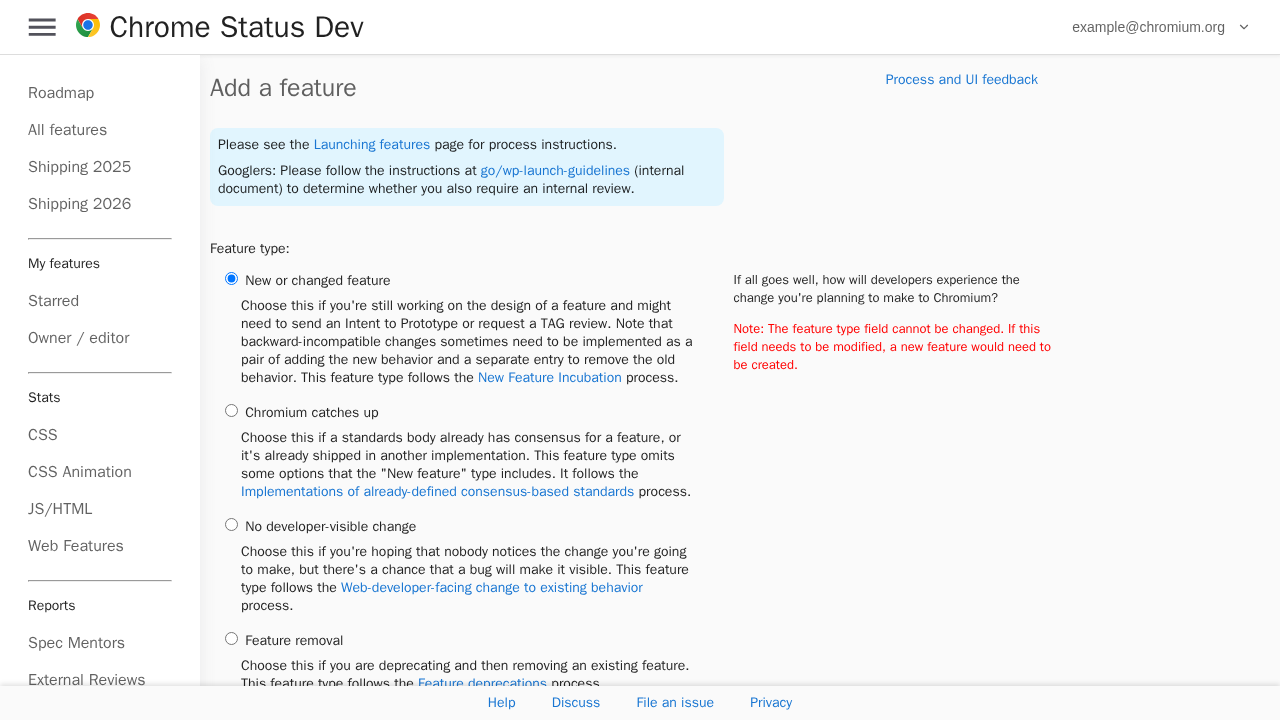 Chrome Status Dev
example@chromium.org
Roadmap
All features
Shipping 2025
Shipping 2026
My features
Starred
Owner / editor
Stats
CSS
CSS Animation
JS/HTML
Web Features
Reports
Spec Mentors
External Reviews
Add a feature
Process and UI feedback
Please see the Launching features page for process instructions.
Googlers: Please follow the instructions at go/wp-launch-guidelines (internal
document) to determine whether you also require an internal review.
Feature type:
New or changed feature
Choose this if you're still working on the design of a feature and might
need to send an Intent to Prototype or request a TAG review. Note that
backward-incompatible changes sometimes need to be implemented as a
pair of adding the new behavior and a separate entry to remove the old
behavior. This feature type follows the New Feature Incubation process.
Chromium catches up
Choose this if a standards body already has consensus for a feature, or
it's already shipped in another implementation. This feature type omits
some options that the "New feature" type includes. It follows the
Implementations of already-defined consensus-based standards process.
No developer-visible change
Choose this if you're hoping that nobody notices the change you're going
to make, but there's a chance that a bug will make it visible. This feature
type follows the Web-developer-facing change to existing behavior
process.
Feature removal
Choose this if you are deprecating and then removing an existing feature.
This feature type follows the Feature deprecations process.
If all goes well, how will developers experience the
change you're planning to make to Chromium?
Note: The feature type field cannot be changed. If this
field needs to be modified, a new feature would need to
be created.
Help
Discuss
File an issue
Privacy